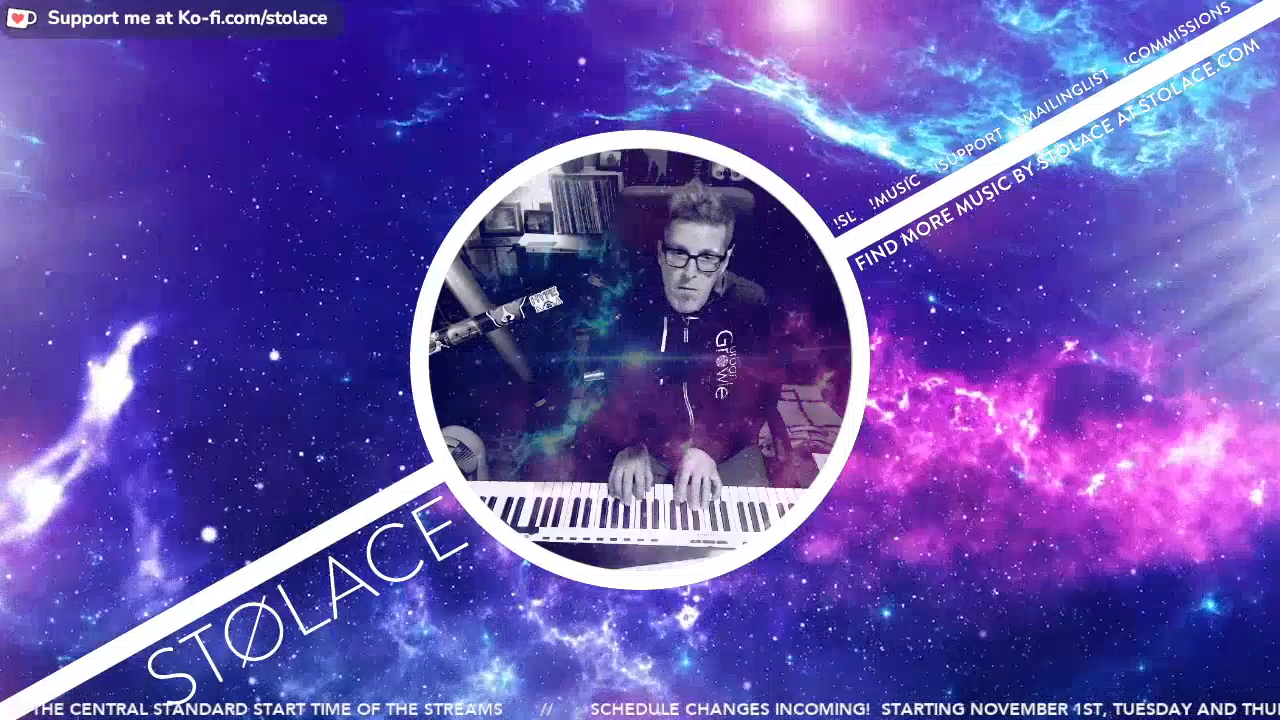 Support me at Ko-fi.com/stolace
!SL !MUSIC !SUPPORT !MAILINGLIST !COMMISSIONS
FIND MORE MUSIC BY STOLACE AT STOLACE.COM
Growie
STØLACE
THE CENTRAL STANDARD START TIME OF THE STREAMS // SCHEDULE CHANGES INCOMING! STARTING NOVEMBER 1ST, TUESDAY AND THU